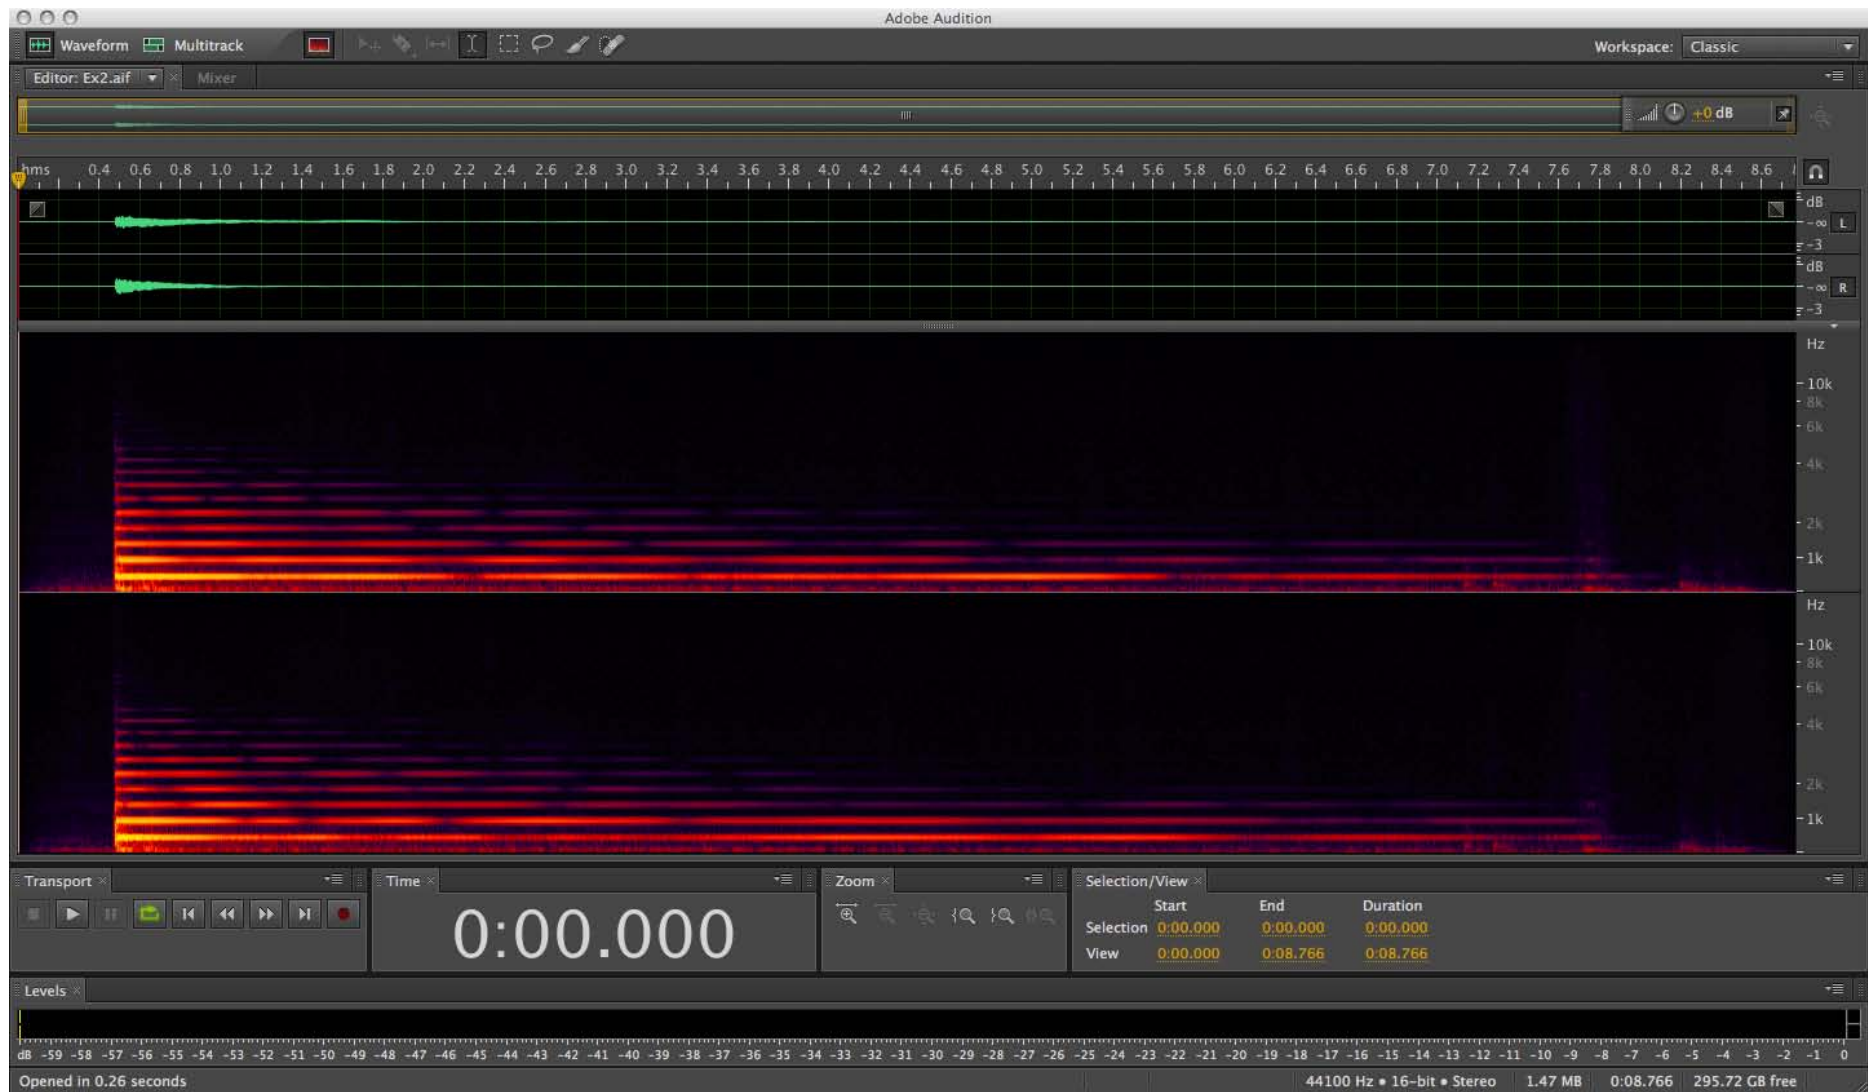 Adobe Audition
Waveform Multitrack Workspace: Classic
Editor: Ex2.aif Mixer
+0 dB
hms 0.4 0.6 0.8 1.0 1.2 1.4 1.6 1.8 2.0 2.2 2.4 2.6 2.8 3.0 3.2 3.4 3.6 3.8 4.0 4.2 4.4 4.6 4.8 5.0 5.2 5.4 5.6 5.8 6.0 6.2 6.4 6.6 6.8 7.0 7.2 7.4 7.6 7.8 8.0 8.2 8.4 8.6
dB
-∞ L
-3
dB
-∞ R
-3
Hz
10k
8k
6k
4k
2k
1k
Hz
10k
8k
6k
4k
2k
1k
Transport Time Zoom Selection/View
Start End Duration
Selection 0:00.000 0:00.000 0:00.000
0:00.000
View 0:00.000 0:08.766 0:08.766
Levels
dB -59 -58 -57 -56 -55 -54 -53 -52 -51 -50 -49 -48 -47 -46 -45 -44 -43 -42 -41 -40 -39 -38 -37 -36 -35 -34 -33 -32 -31 -30 -29 -28 -27 -26 -25 -24 -23 -22 -21 -20 -19 -18 -17 -16 -15 -14 -13 -12 -11 -10 -9 -8 -7 -6 -5 -4 -3 -2 -1 0
Opened in 0.26 seconds 44100 Hz • 16-bit • Stereo 1.47 MB 0:08.766 295.72 GB free